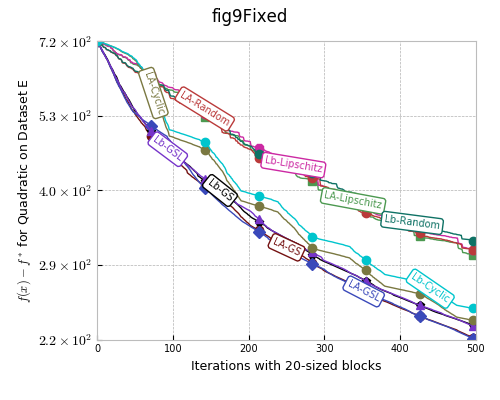 fig9Fixed
f(x) − f* for Quadratic on Dataset E
7.2 × 10²
5.3 × 10²
4.0 × 10²
2.9 × 10²
2.2 × 10²
LA-Cyclic
LA-Random
Lb-GSL
Lb-Lipschitz
Lb-GS
LA-Lipschitz
Lb-Random
LA-GS
LA-GSL
Lb-Cyclic
0 100 200 300 400 500
Iterations with 20-sized blocks